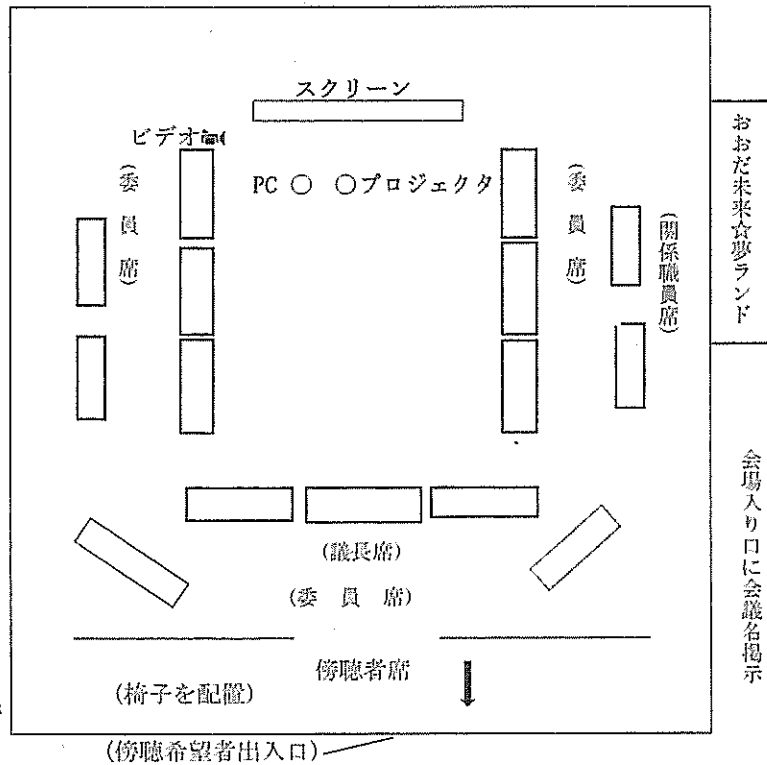 スクリーン
ビデオ
PC ○ ○プロジェクタ
(委員席)
(委員席)
(関係職員席)
おおだ未来☆夢ランド
会場入り口に会議名掲示
(議長席)
(委 員 席)
傍聴者席
(椅子を配置)
(傍聴希望者出入口)